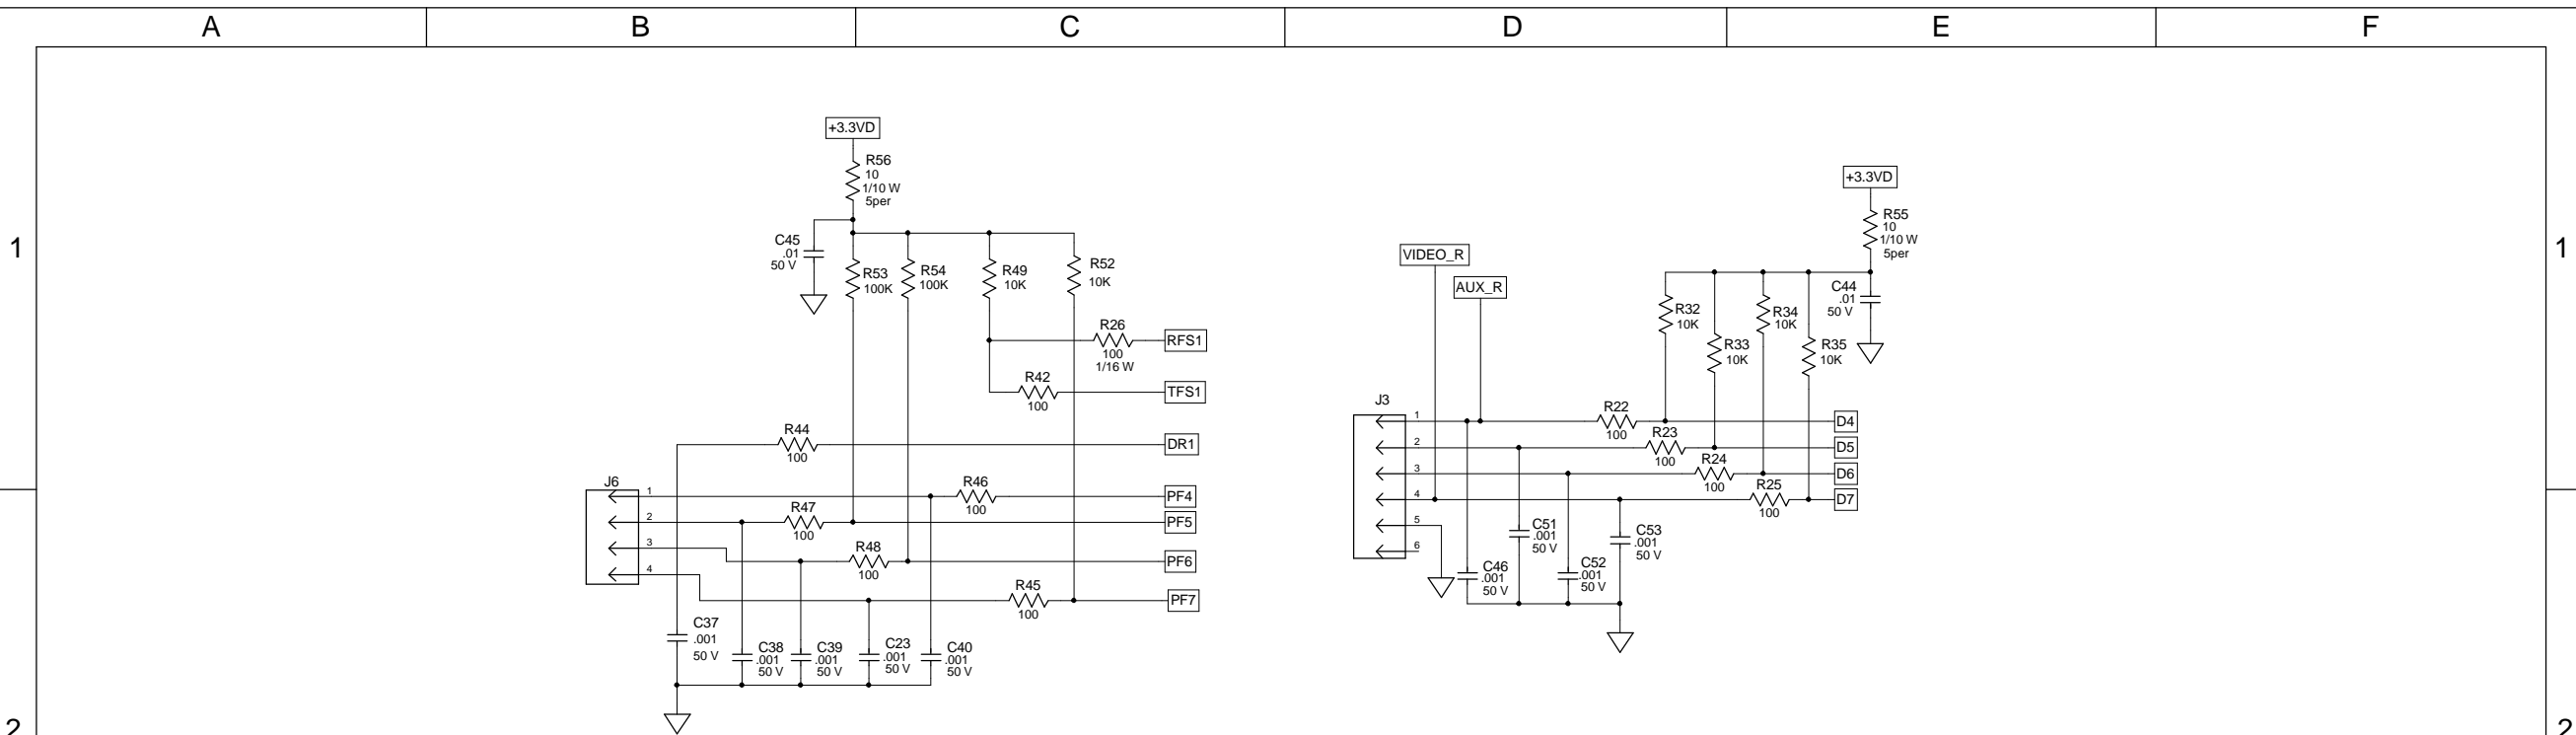 A B C D E F
1
1
2
2
+3.3VD
R56
10
1/10 W
5per
C45
.01
50 V
R53
100K
R54
100K
R49
10K
R52
10K
R26
100
1/16 W
RFS1
R42
100
TFS1
R44
100
DR1
J6
1
2
3
4
R46
100
PF4
R47
100
PF5
R48
100
PF6
R45
100
PF7
C37
.001
50 V
C38
.001
50 V
C39
.001
50 V
C23
.001
50 V
C40
.001
50 V
+3.3VD
R55
10
1/10 W
5per
VIDEO_R
AUX_R
C44
.01
50 V
R32
10K
R33
10K
R34
10K
R35
10K
J3
1
2
3
4
5
6
R22
100
D4
R23
100
D5
R24
100
D6
R25
100
D7
C46
.001
50 V
C51
.001
50 V
C52
.001
50 V
C53
.001
50 V